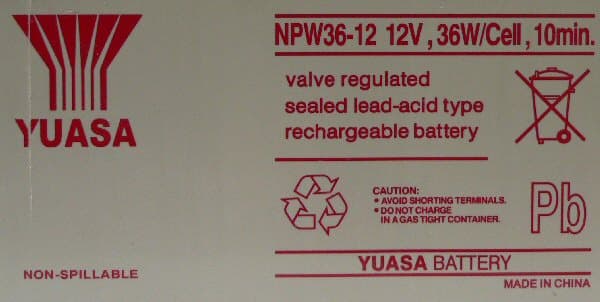 YUASA
NON-SPILLABLE
NPW36-12 12V, 36W/Cell, 10min.
valve regulated
sealed lead-acid type
rechargeable battery
CAUTION:
• AVOID SHORTING TERMINALS.
• DO NOT CHARGE
IN A GAS TIGHT CONTAINER.
Pb
YUASA BATTERY
MADE IN CHINA